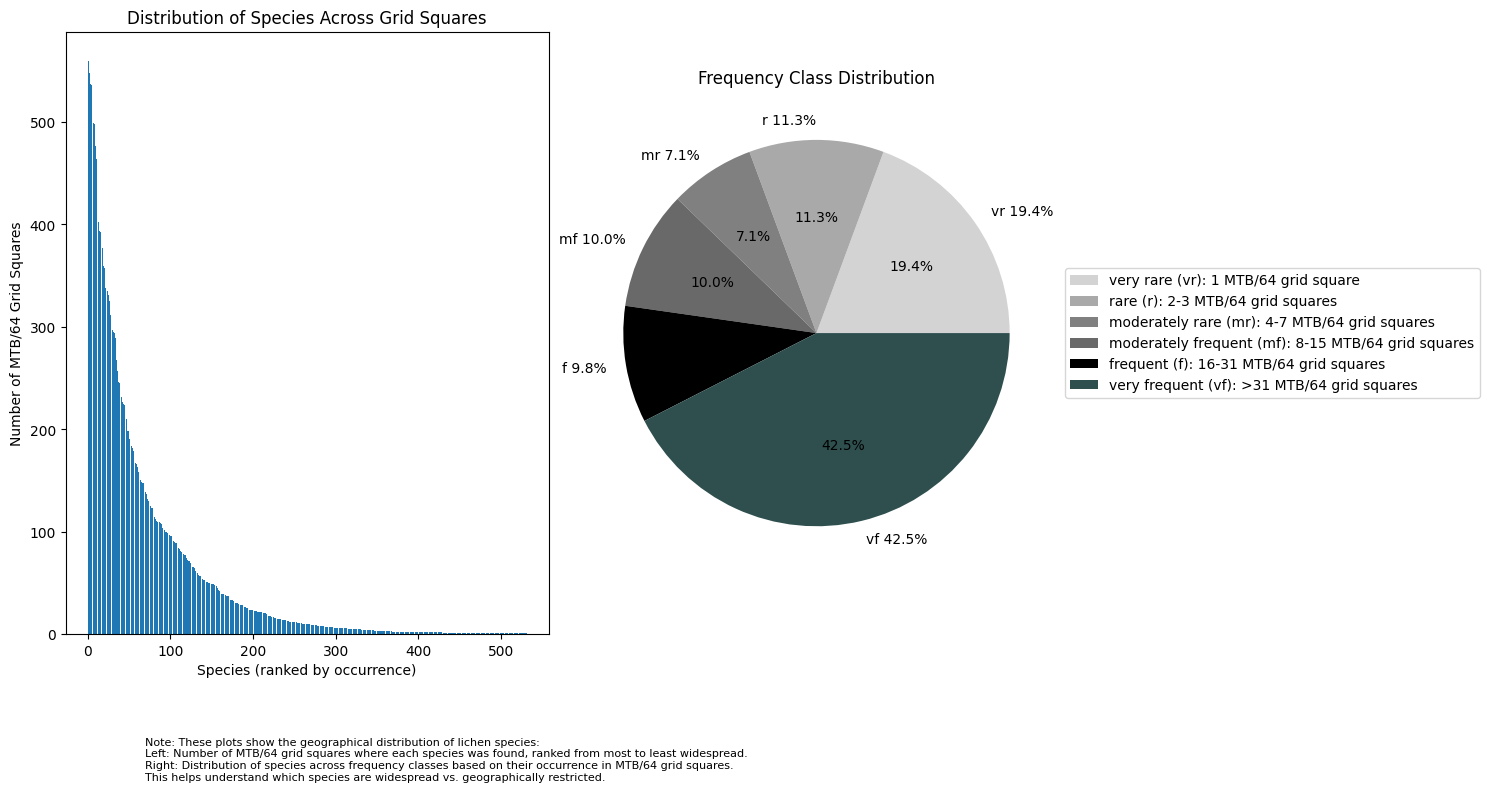 Distribution of Species Across Grid Squares
Number of MTB/64 Grid Squares
500
400
300
200
100
0
0 100 200 300 400 500
Species (ranked by occurrence)
Frequency Class Distribution
r 11.3%
mr 7.1%
vr 19.4%
mf 10.0%
f 9.8%
vf 42.5%
11.3%
7.1%
19.4%
10.0%
42.5%
very rare (vr): 1 MTB/64 grid square
rare (r): 2-3 MTB/64 grid squares
moderately rare (mr): 4-7 MTB/64 grid squares
moderately frequent (mf): 8-15 MTB/64 grid squares
frequent (f): 16-31 MTB/64 grid squares
very frequent (vf): >31 MTB/64 grid squares
Note: These plots show the geographical distribution of lichen species:
Left: Number of MTB/64 grid squares where each species was found, ranked from most to least widespread.
Right: Distribution of species across frequency classes based on their occurrence in MTB/64 grid squares.
This helps understand which species are widespread vs. geographically restricted.